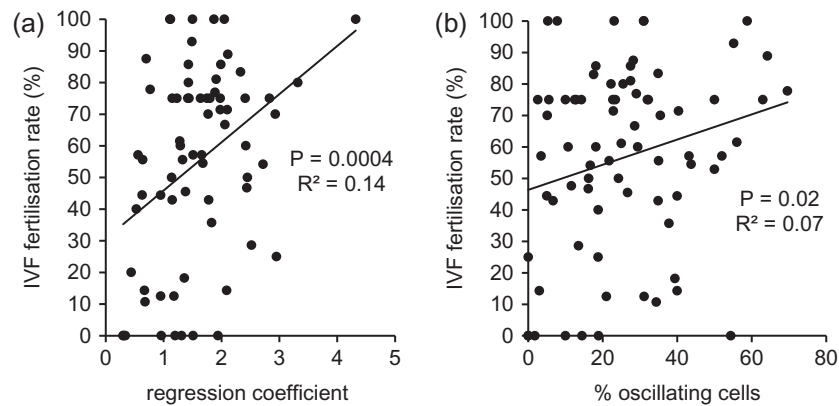 (a)
IVF fertilisation rate (%)
100
90
80
70
60
50
40
30
20
10
0
P = 0.0004
R² = 0.14
0 1 2 3 4 5
regression coefficient
(b)
IVF fertilisation rate (%)
100
90
80
70
60
50
40
30
20
10
0
P = 0.02
R² = 0.07
0 20 40 60 80
% oscillating cells